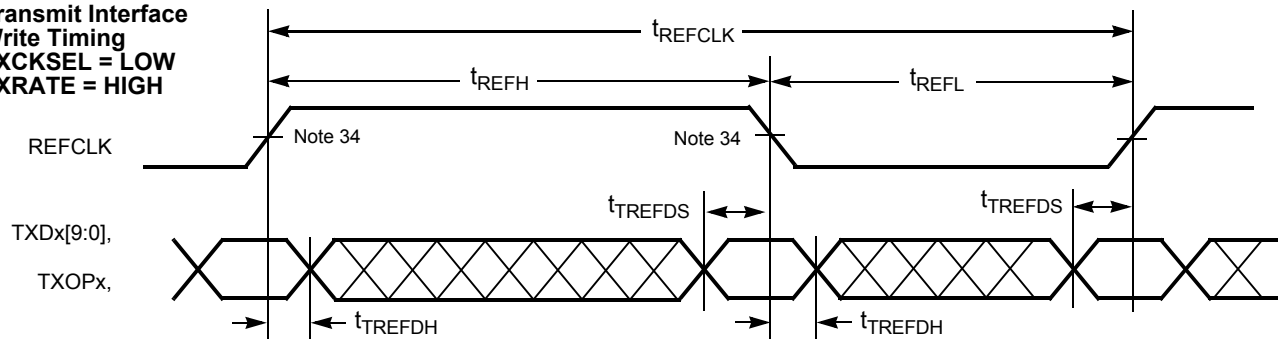 ransmit Interface
rite Timing
XCKSEL = LOW
XRATE = HIGH
tREFCLK
tREFH
tREFL
REFCLK
Note 34
Note 34
tTREFDS
tTREFDS
TXDx[9:0],
TXOPx,
tTREFDH
tTREFDH